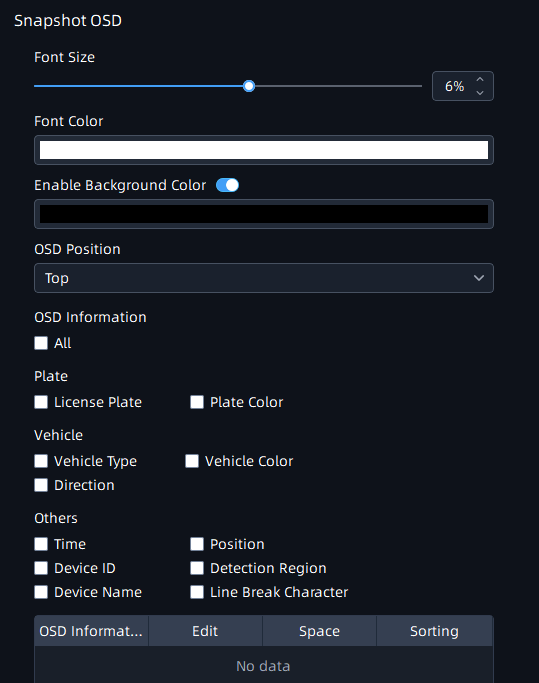 Snapshot OSD
Font Size
6%
Font Color
Enable Background Color
OSD Position
Top
OSD Information
All
Plate
License Plate Plate Color
Vehicle
Vehicle Type Vehicle Color
Direction
Others
Time Position
Device ID Detection Region
Device Name Line Break Character
OSD Informat... Edit Space Sorting
No data